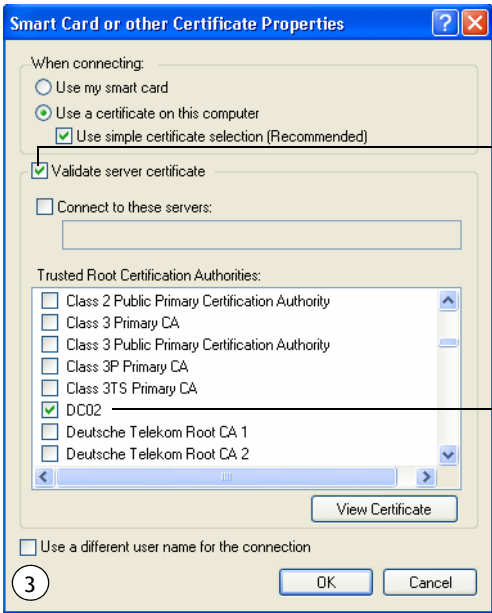 Smart Card or other Certificate Properties
When connecting:
Use my smart card
Use a certificate on this computer
Use simple certificate selection (Recommended)
Validate server certificate
Connect to these servers:
Trusted Root Certification Authorities:
Class 2 Public Primary Certification Authority
Class 3 Primary CA
Class 3 Public Primary Certification Authority
Class 3P Primary CA
Class 3TS Primary CA
DC02
Deutsche Telekom Root CA 1
Deutsche Telekom Root CA 2
View Certificate
Use a different user name for the connection
3
OK Cancel